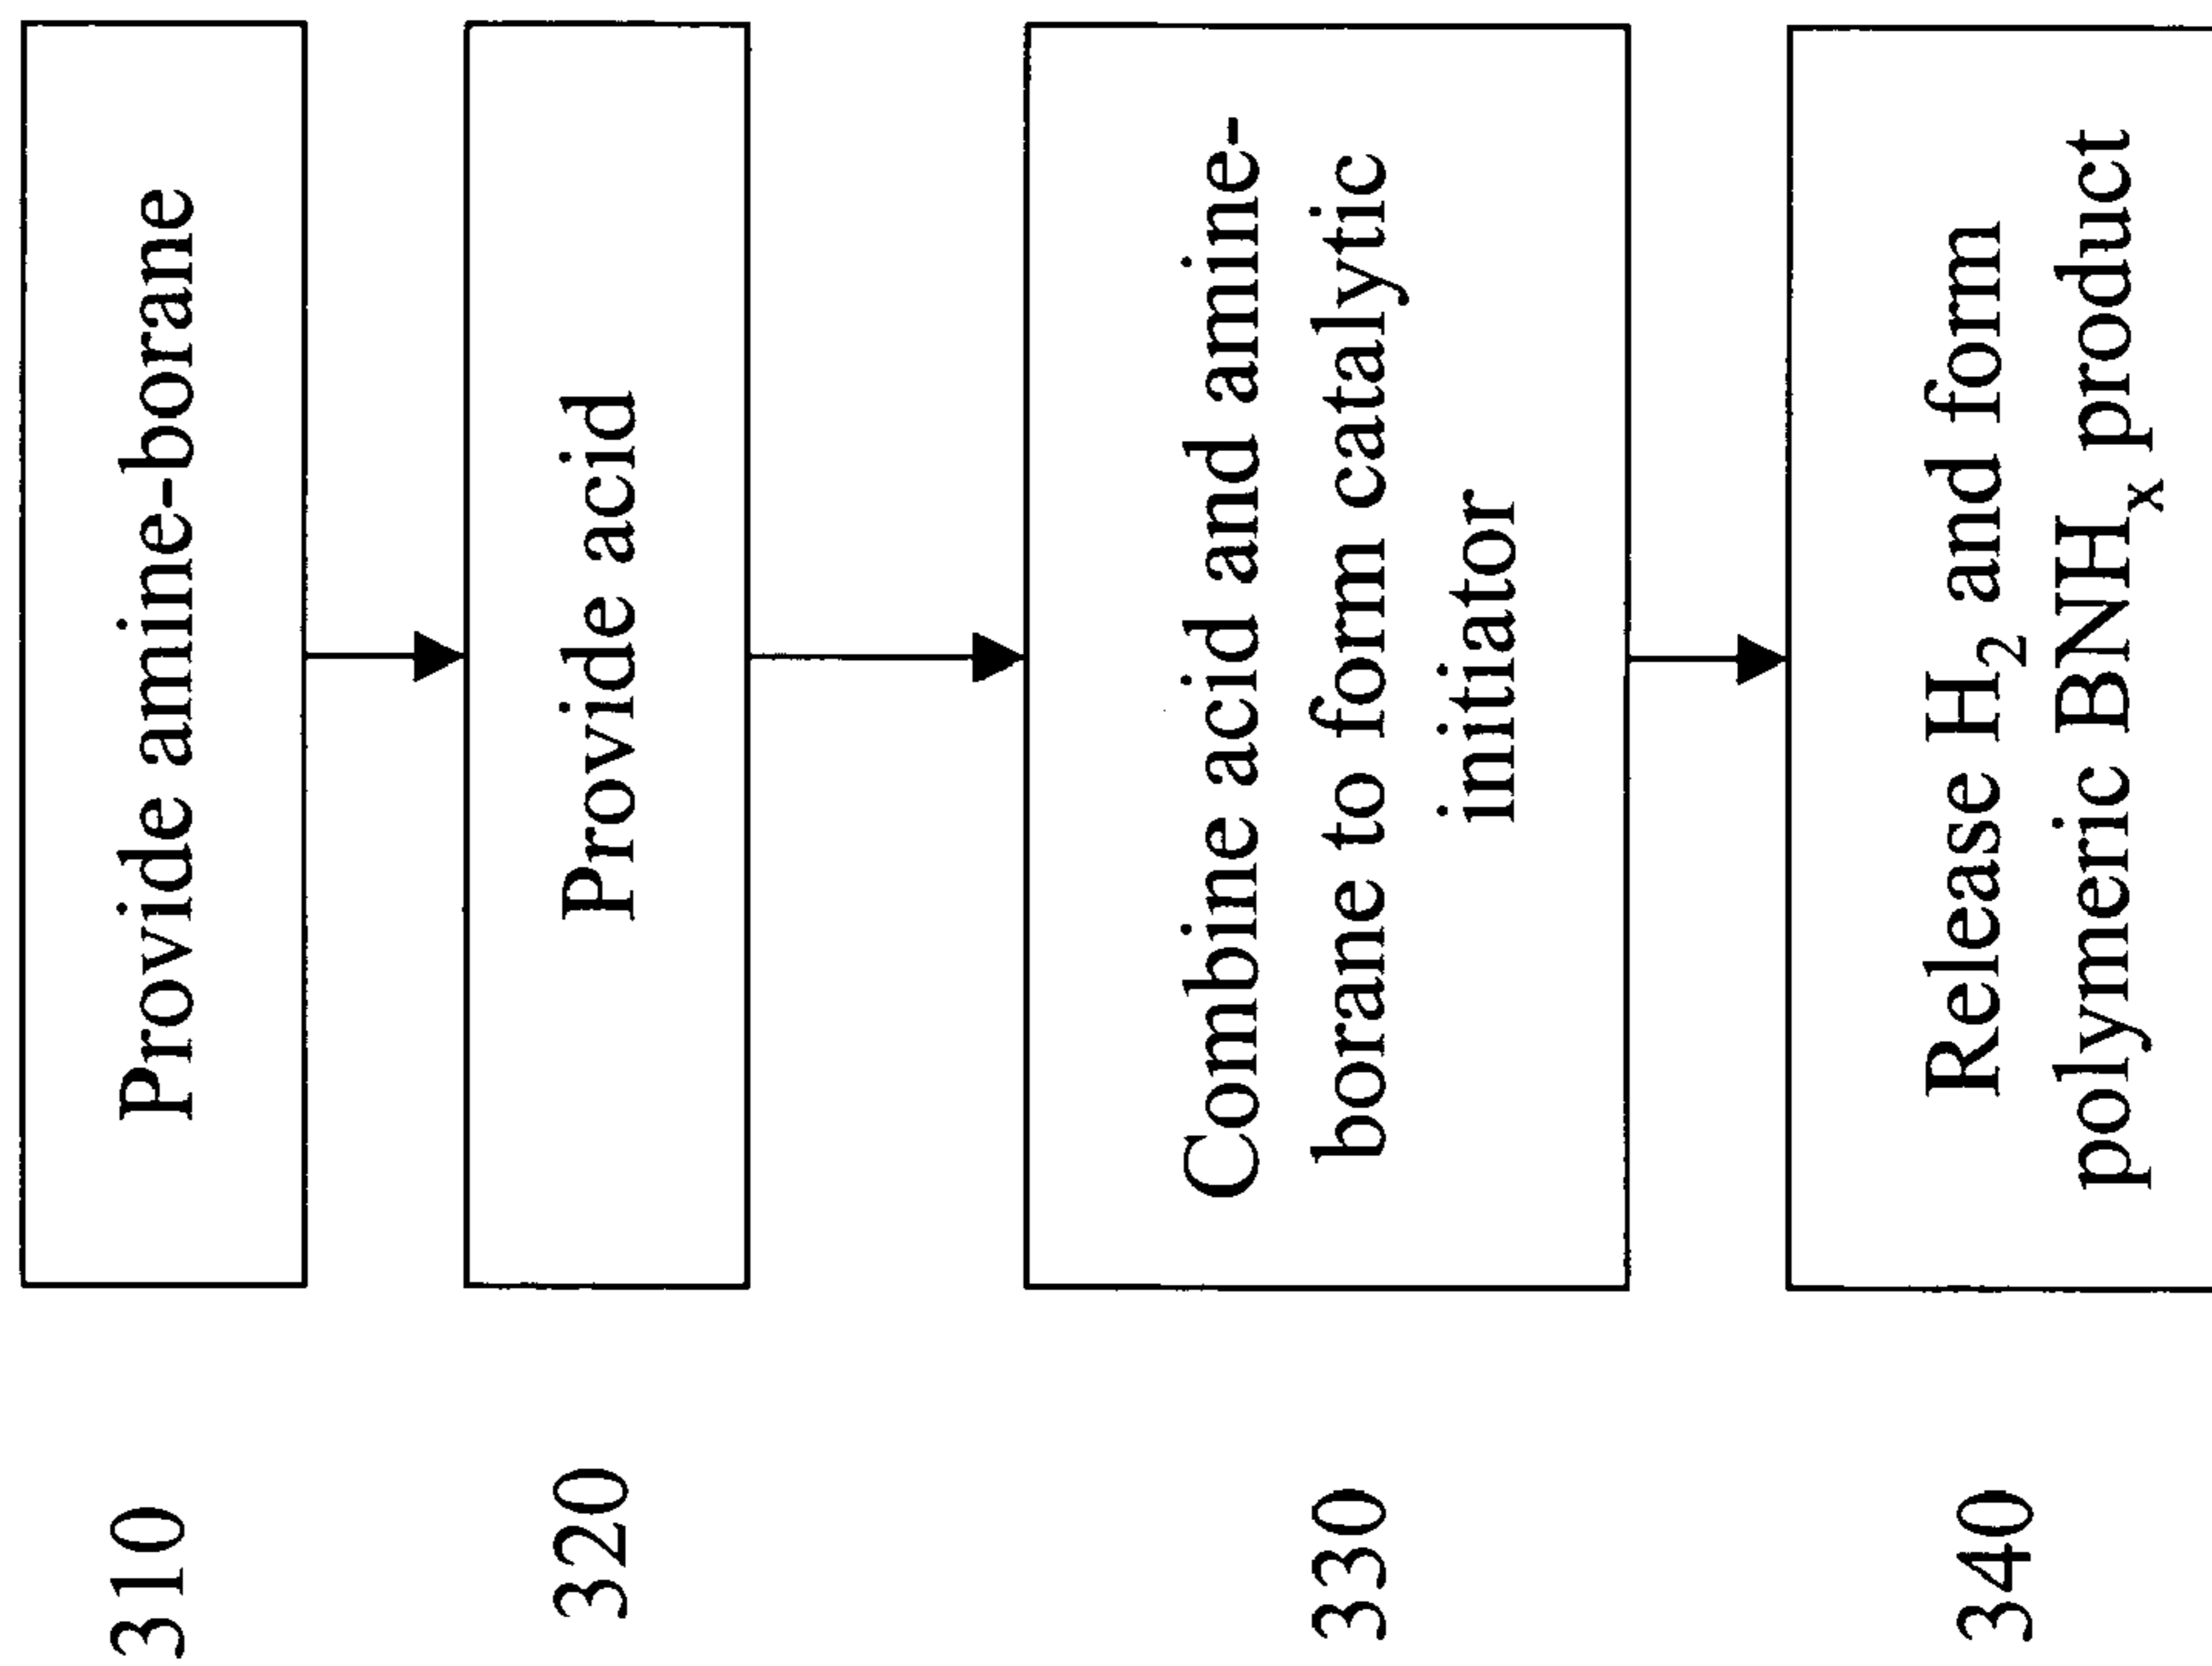 310
Provide amine-borane
320
Provide acid
330
Combine acid and amine-
borane to form catalytic
initiator
340
Release H₂ and form
polymeric BNHₓ product